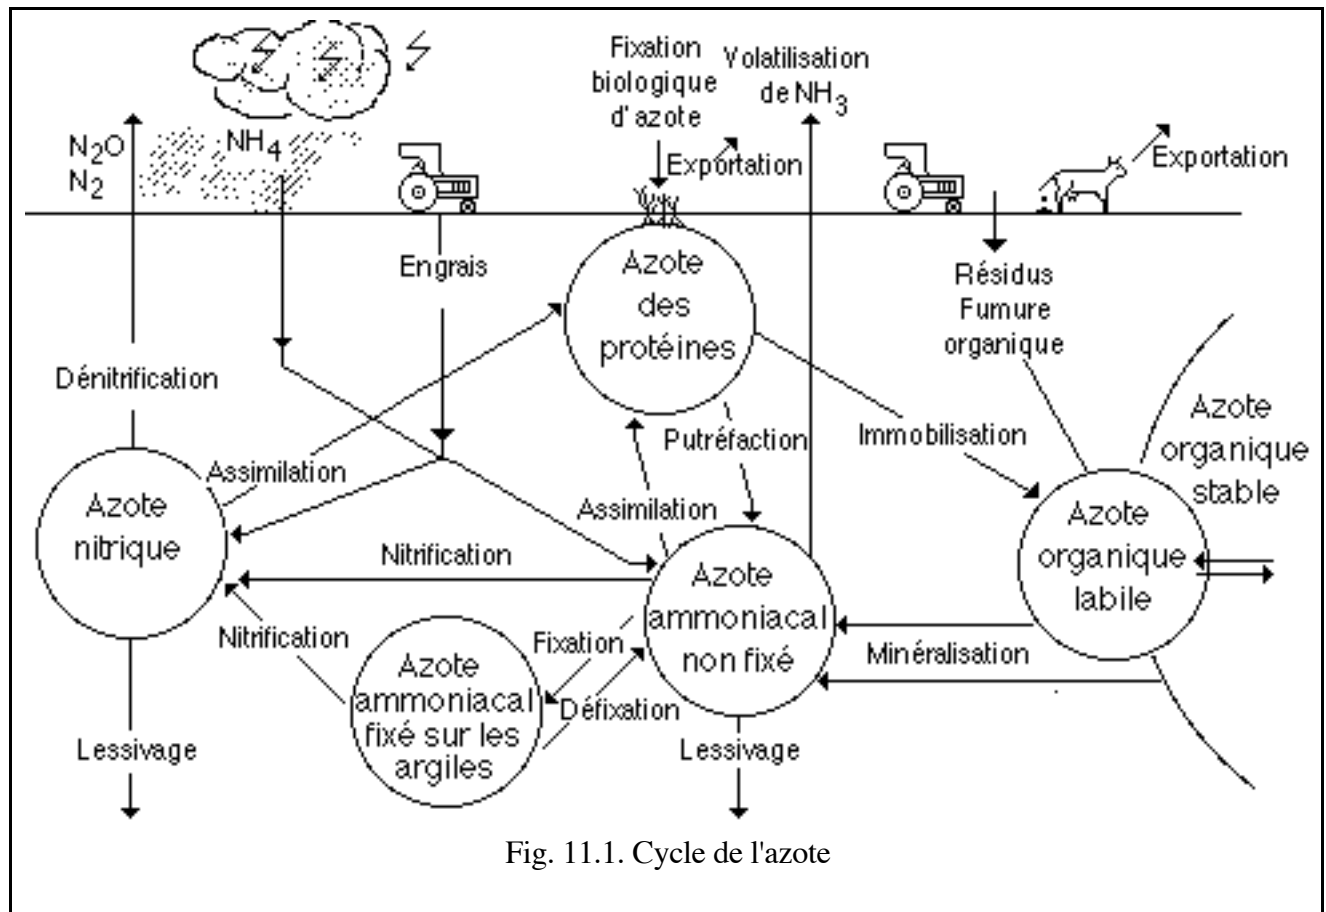 Fixation
biologique
d'azote
Volatilisation
de NH3
N2O
N2
NH4
Exportation
Exportation
Engrais
Azote
des
protéines
Résidus
Fumure
organique
Dénitrification
Assimilation
Putréfaction
Immobilisation
Azote
organique
stable
Azote
nitrique
Assimilation
Nitrification
Azote
ammoniacal
non fixé
Azote
organique
labile
Nitrification
Fixation
Défixation
Minéralisation
Azote
ammoniacal
fixé sur les
argiles
Lessivage
Lessivage
Fig. 11.1. Cycle de l'azote